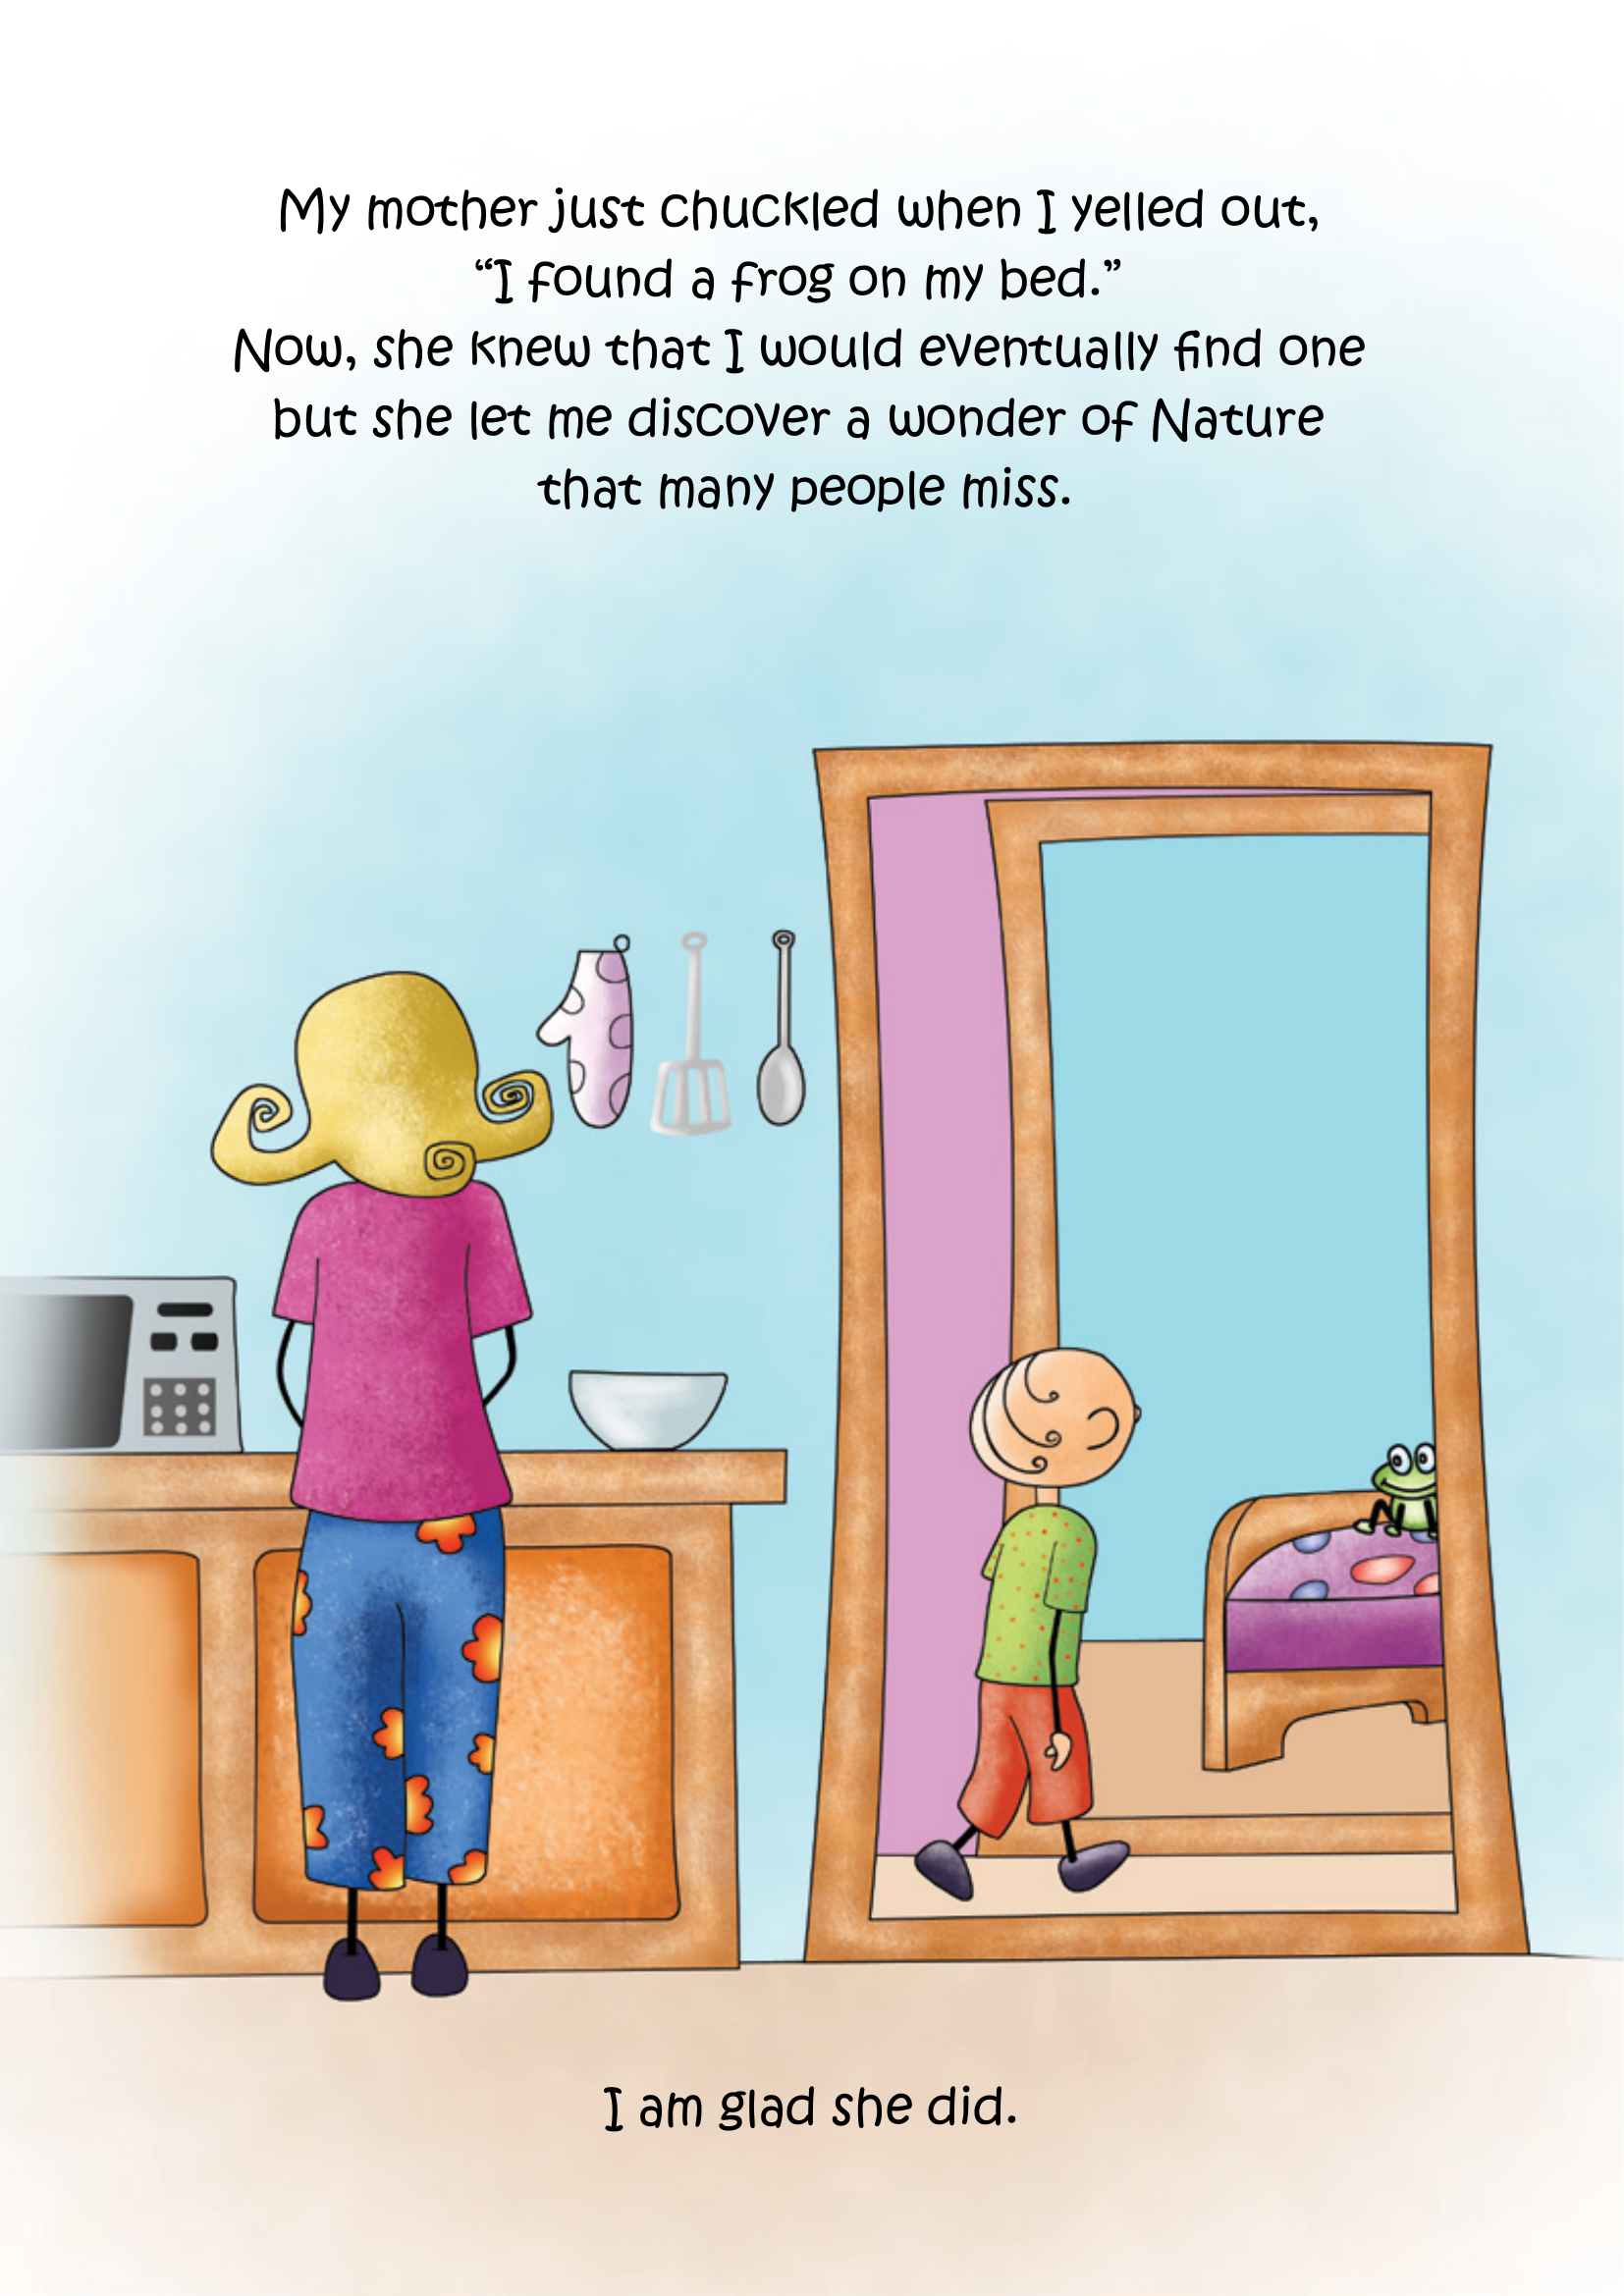 My mother just chuckled when I yelled out,
“I found a frog on my bed.”
Now, she knew that I would eventually find one
but she let me discover a wonder of Nature
that many people miss.
I am glad she did.